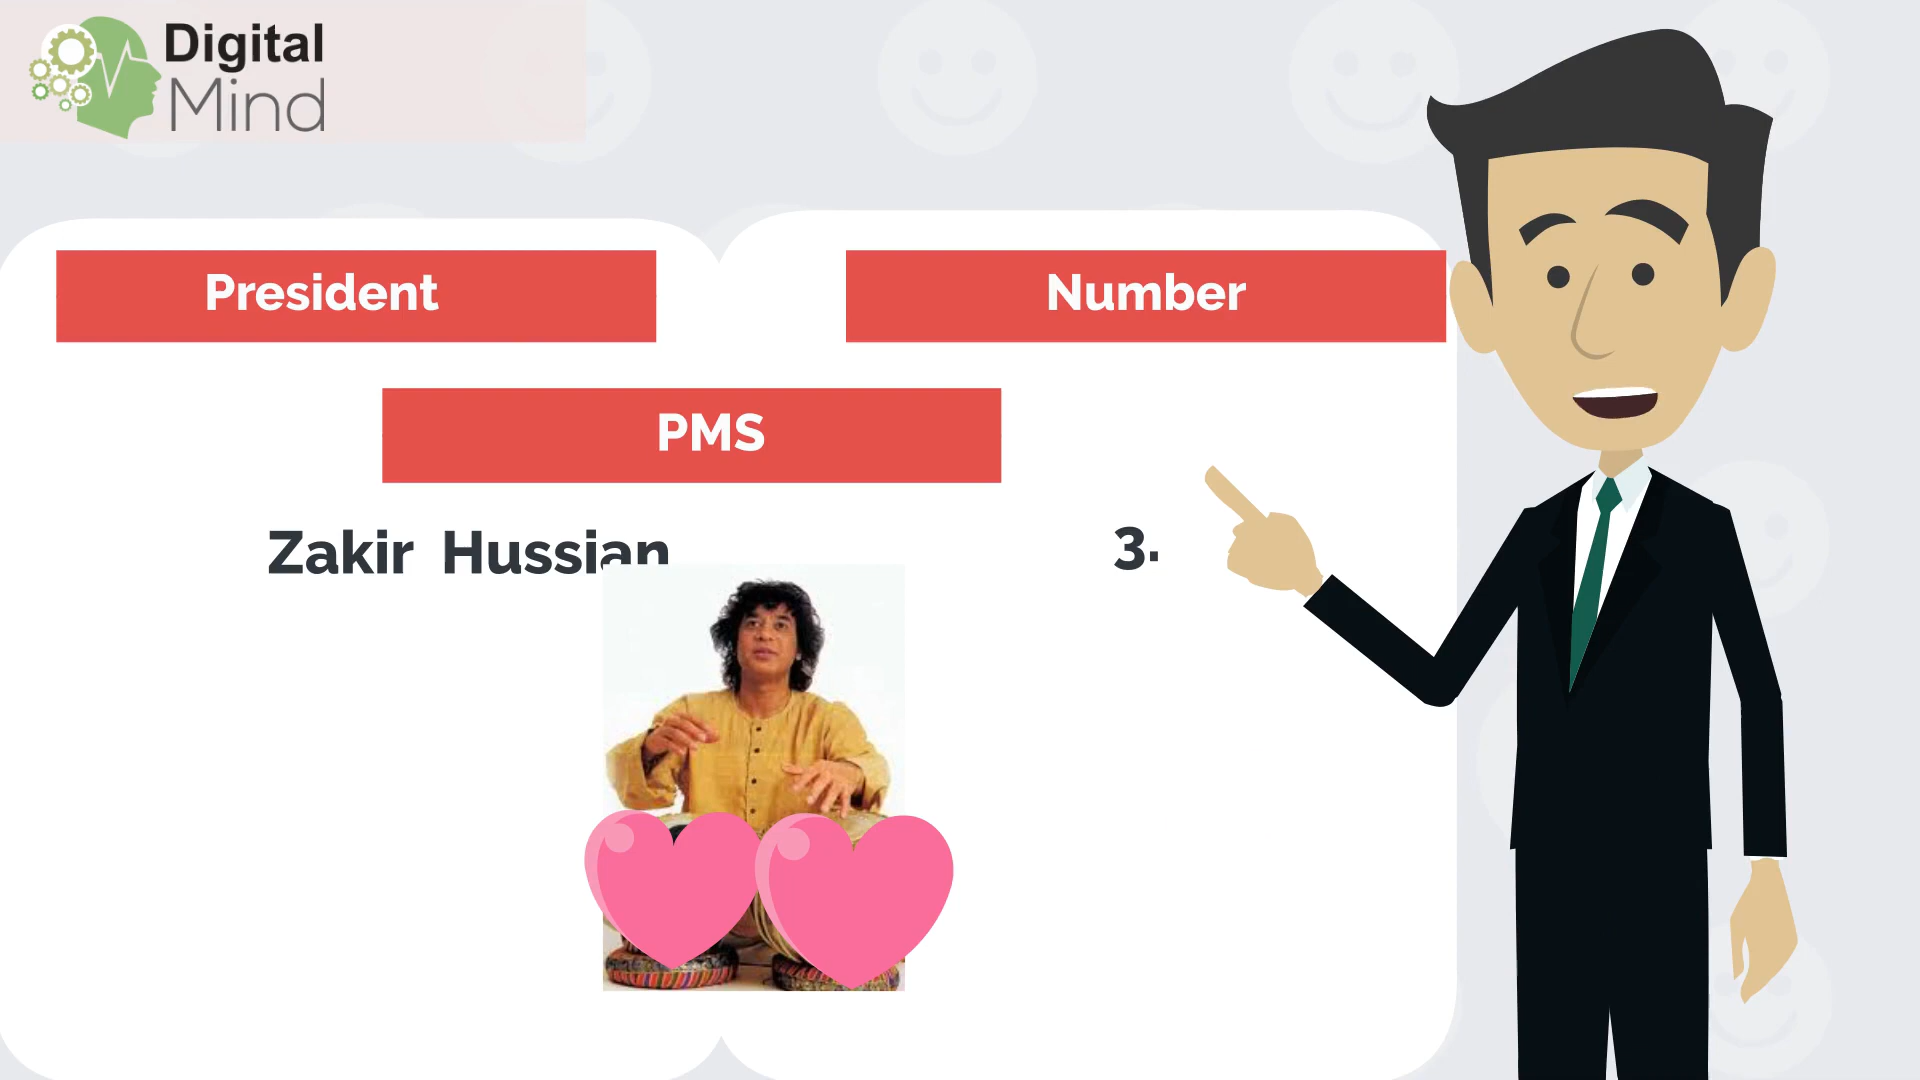 Digital
Mind
President
Number
PMS
Zakir Hussian
3.